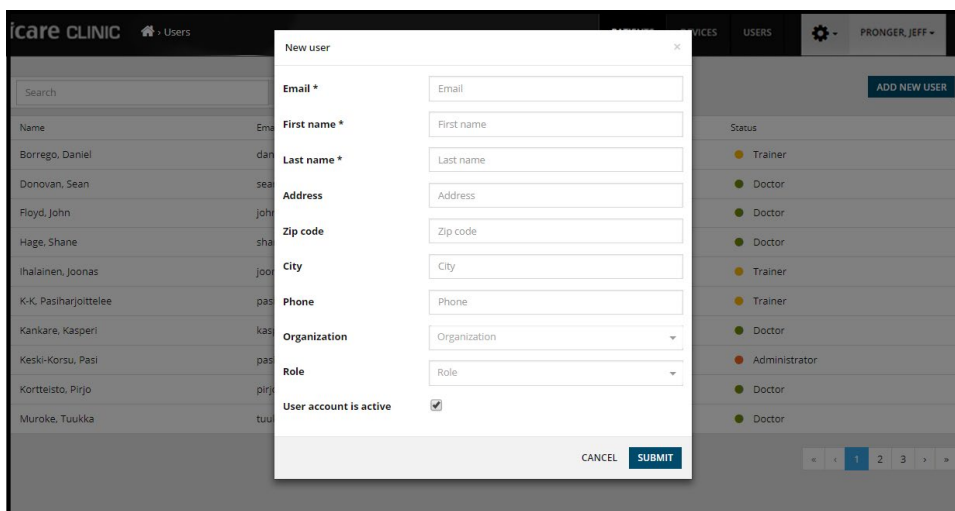 icare CLINIC
› Users
USERS
PRONGER, JEFF
New user
×
Search
ADD NEW USER
Email *
Email
First name *
First name
Last name *
Last name
Address
Address
Zip code
Zip code
City
City
Phone
Phone
Organization
Organization
Role
Role
User account is active
CANCEL
SUBMIT
Name
Status
Borrego, Daniel
Trainer
Donovan, Sean
Doctor
Floyd, John
Doctor
Hage, Shane
Doctor
Ihalainen, Joonas
Trainer
K-K, Pasiharjoittelee
Trainer
Kankare, Kasperi
Doctor
Keski-Korsu, Pasi
Administrator
Kortteisto, Pirjo
Doctor
Muroke, Tuukka
Doctor
« ‹ 1 2 3 › »